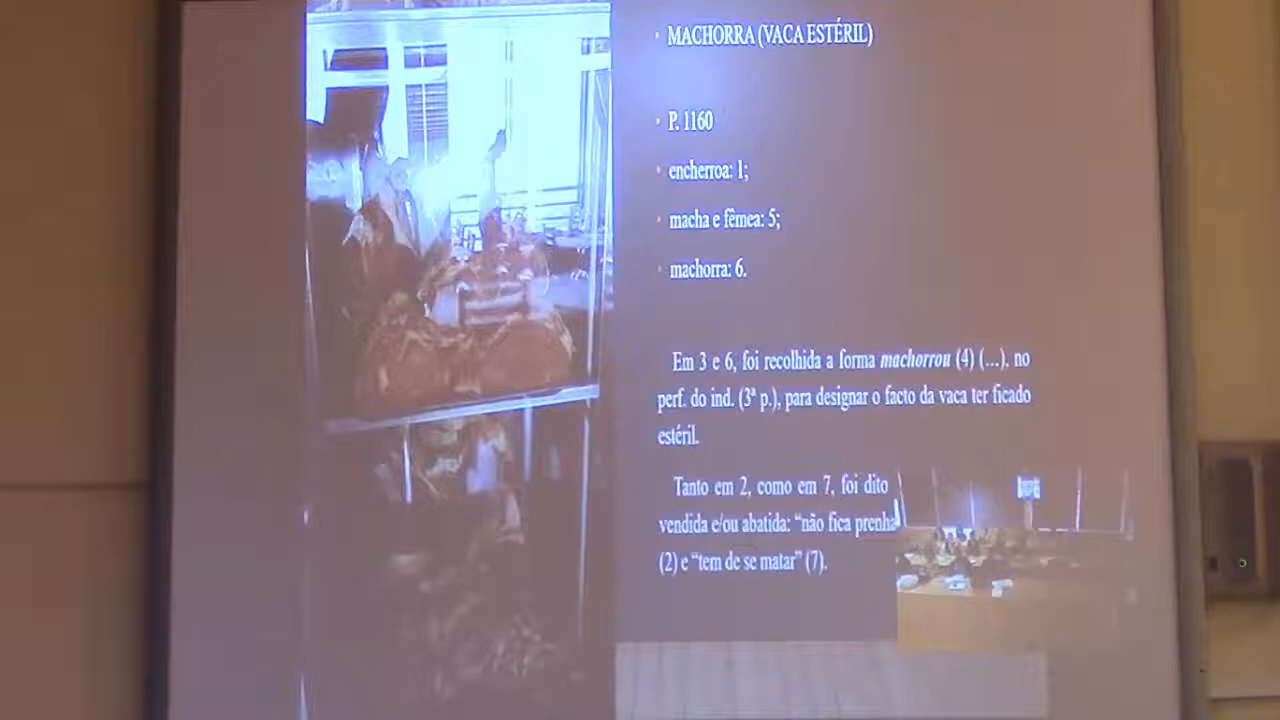 MACHORRA (VACA ESTÉRIL)
P. 1160
encherroa: 1;
macha e fêmea: 5;
machorra: 6.
Em 3 e 6, foi recolhida a forma machorrou (4) (...), no
perf. do ind. (3ª p.), para designar o facto da vaca ter ficado
estéril.
Tanto em 2, como em 7, foi dito
vendida e/ou abatida: “não fica prenha
(2) e “tem de se matar” (7).